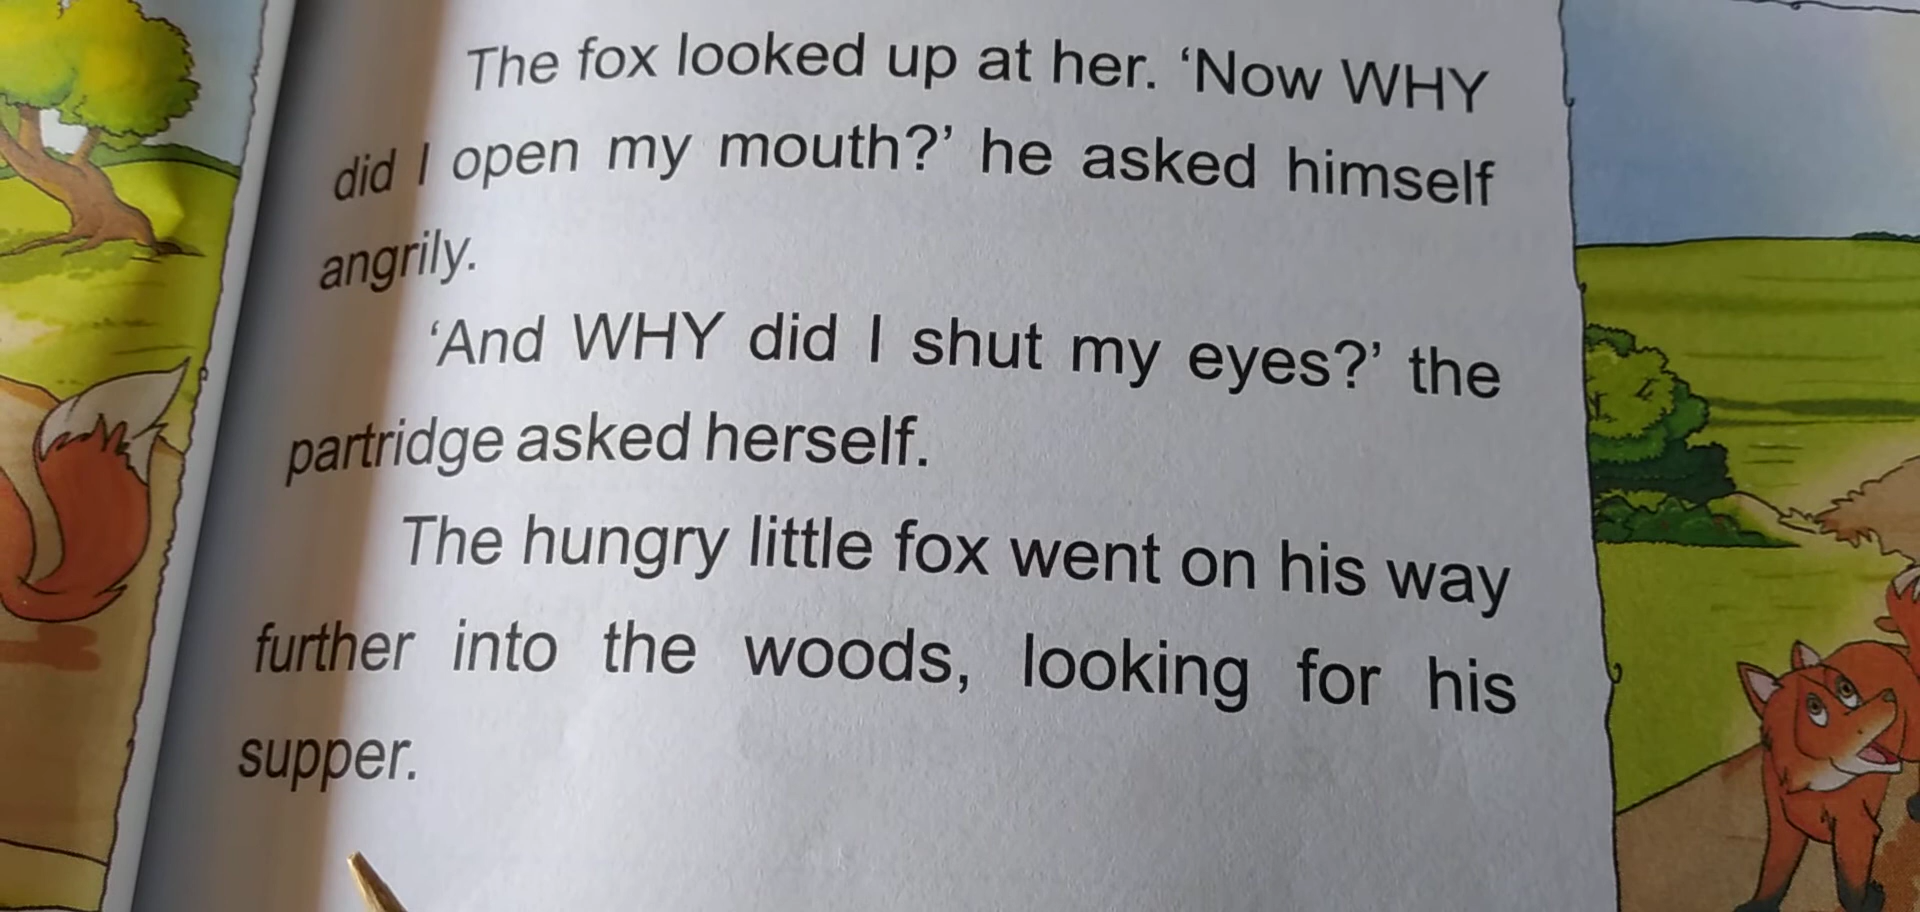 The fox looked up at her. ‘Now WHY
did I open my mouth?’ he asked himself
angrily.
‘And WHY did I shut my eyes?’ the
partridge asked herself.
The hungry little fox went on his way
further into the woods, looking for his
supper.